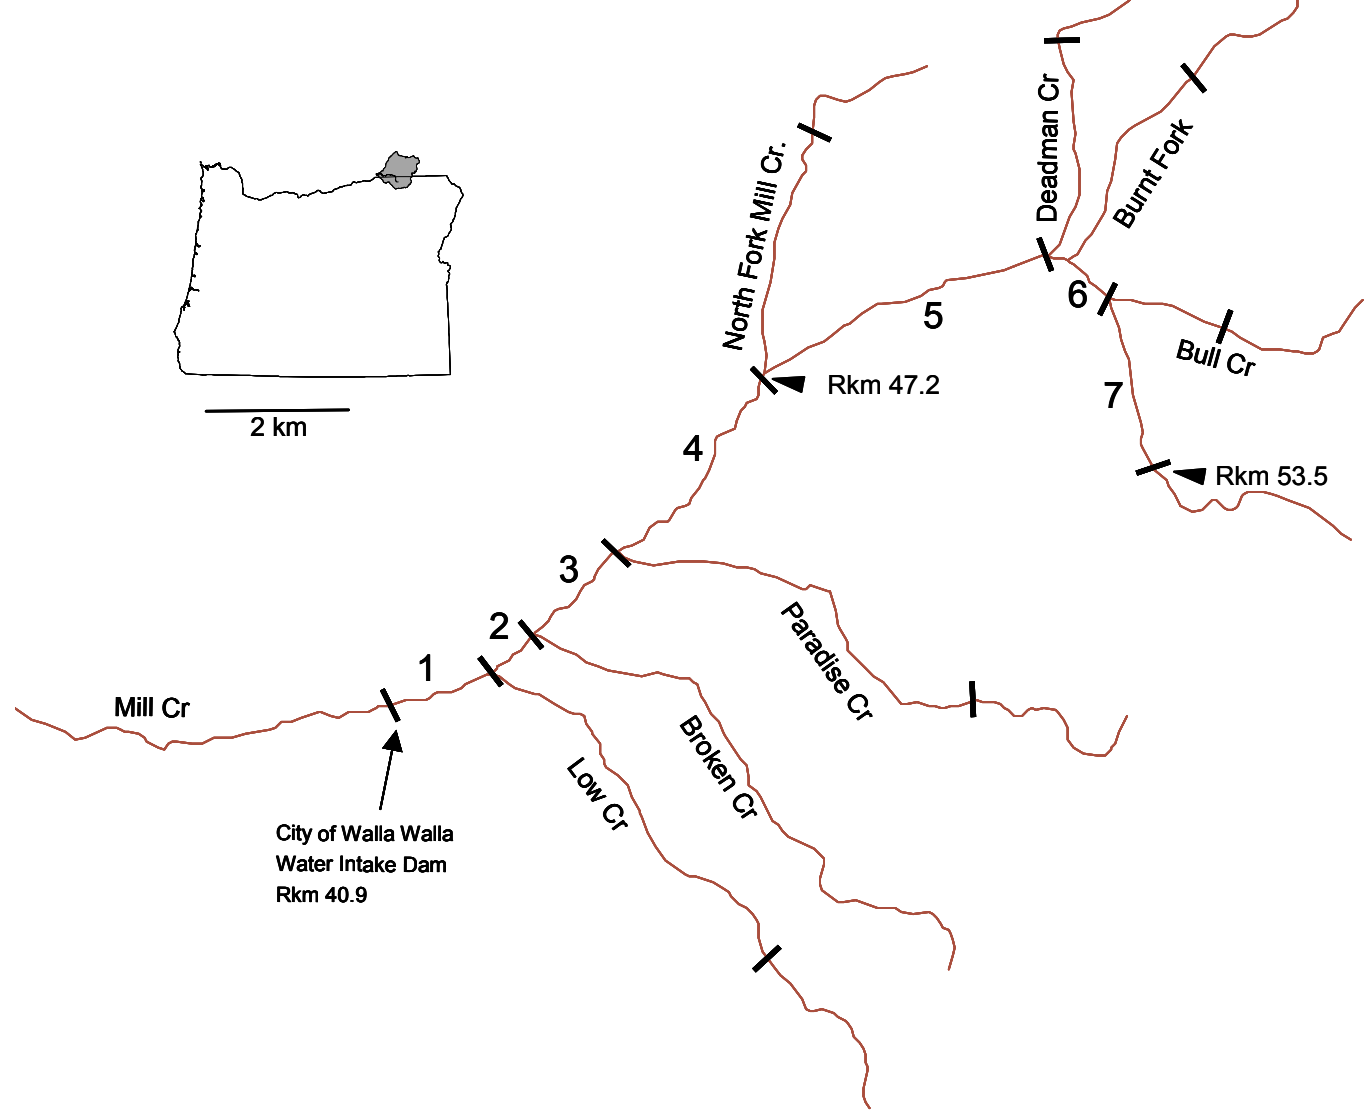 Deadman Cr
Burnt Fork
North Fork Mill Cr.
6
5
Bull Cr
2 km
Rkm 47.2
7
4
Rkm 53.5
3
2
Paradise Cr
1
Mill Cr
Broken Cr
Low Cr
City of Walla Walla
Water Intake Dam
Rkm 40.9